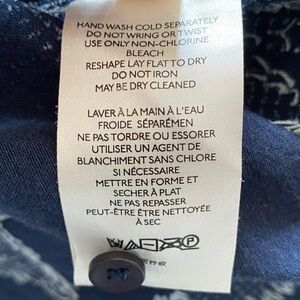 HAND WASH COLD SEPARATELY
DO NOT WRING OR TWIST
USE ONLY NON-CHLORINE
BLEACH
RESHAPE LAY FLAT TO DRY
DO NOT IRON
MAY BE DRY CLEANED
LAVER À LA MAIN À L'EAU
FROIDE SÉPARÉMEN
NE PAS TORDRE OU ESSORER
UTILISER UN AGENT DE
BLANCHIMENT SANS CHLORE
SI NÉCESSAIRE
METTRE EN FORME ET
SÉCHER À PLAT
NE PAS REPASSER
PEUT-ÊTRE ÊTRE NETTOYÉE
À SEC
P